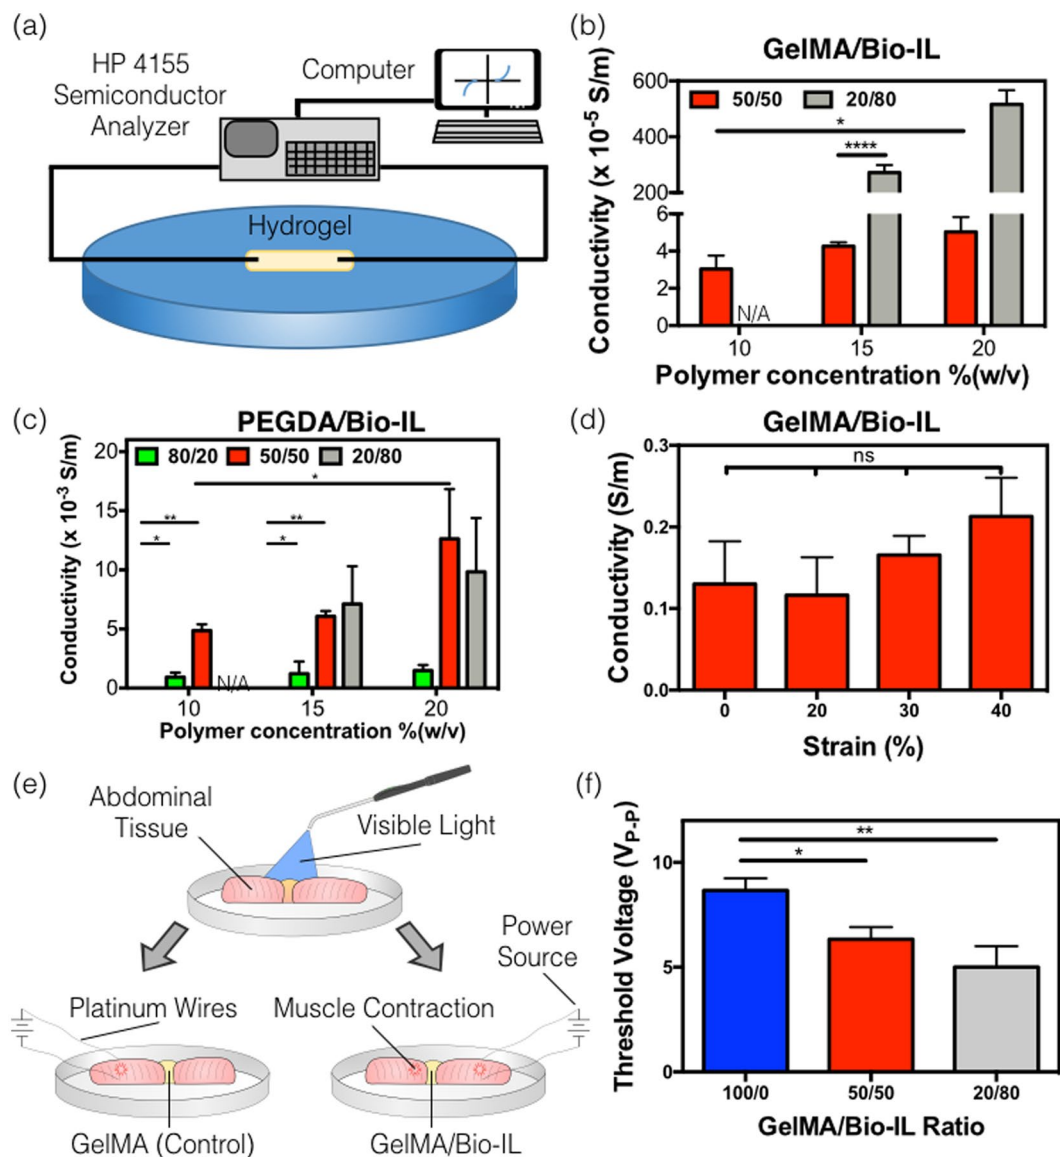 (a)
HP 4155
Semiconductor
Analyzer
Computer
Hydrogel
(b)
GelMA/Bio-IL
50/50
20/80
Conductivity (x 10⁻⁵ S/m)
600
400
200
6
4
2
0
*
****
N/A
10
15
20
Polymer concentration %(w/v)
(c)
PEGDA/Bio-IL
80/20
50/50
20/80
Conductivity (x 10⁻³ S/m)
20
15
10
5
0
*
**
*
**
*
N/A
10
15
20
Polymer concentration %(w/v)
(d)
GelMA/Bio-IL
Conductivity (S/m)
0.3
0.2
0.1
0.0
ns
0
20
30
40
Strain (%)
(e)
Abdominal
Tissue
Visible Light
Power
Source
Platinum Wires
Muscle Contraction
GelMA (Control)
GelMA/Bio-IL
(f)
Threshold Voltage (V_P-P)
10
5
0
**
*
100/0
50/50
20/80
GelMA/Bio-IL Ratio